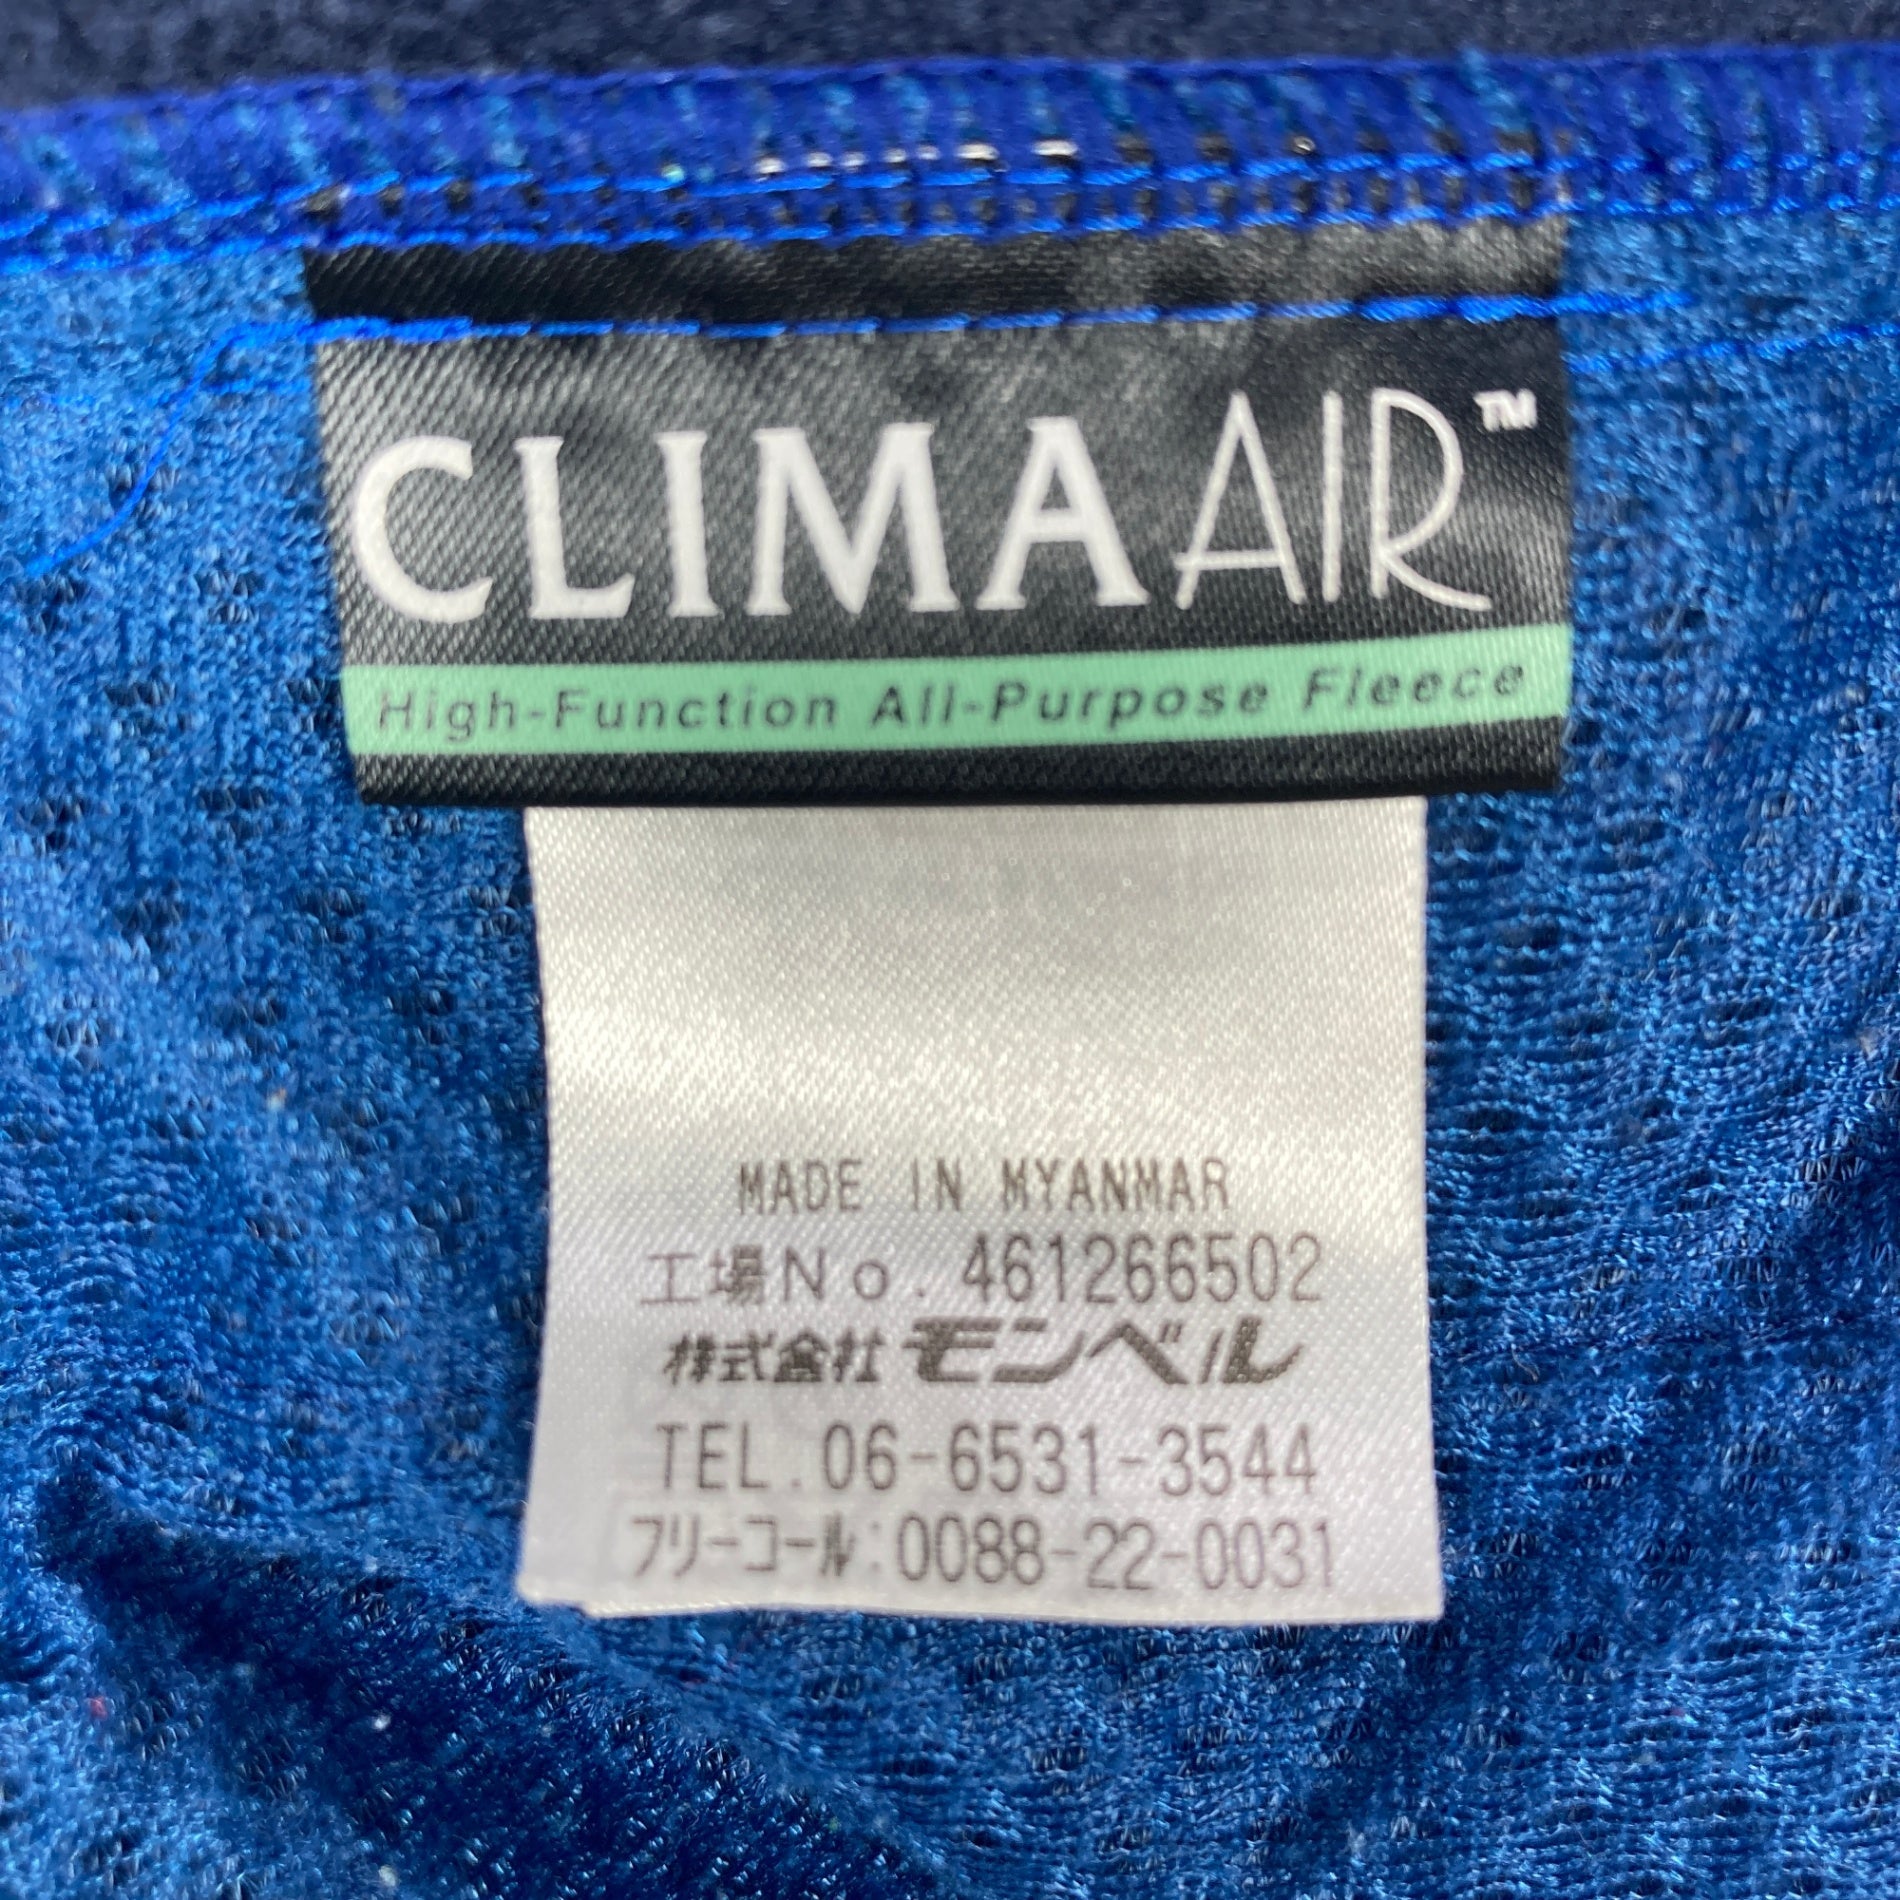 CLIMAAIR™
High-Function All-Purpose Fleece
MADE IN MYANMAR
工場No. 461266502
株式会社モンベル
TEL.06-6531-3544
フリーコール:0088-22-0031